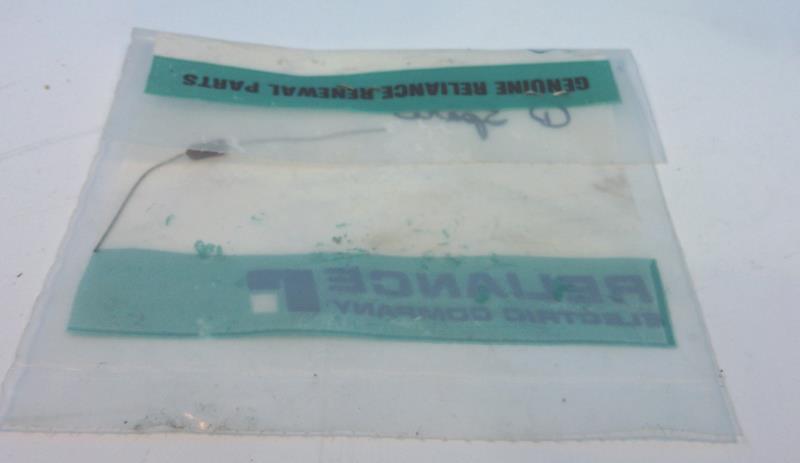 GENUINE RELIANCE RENEWAL PARTS
RELIANCE
ELECTRIC COMPANY